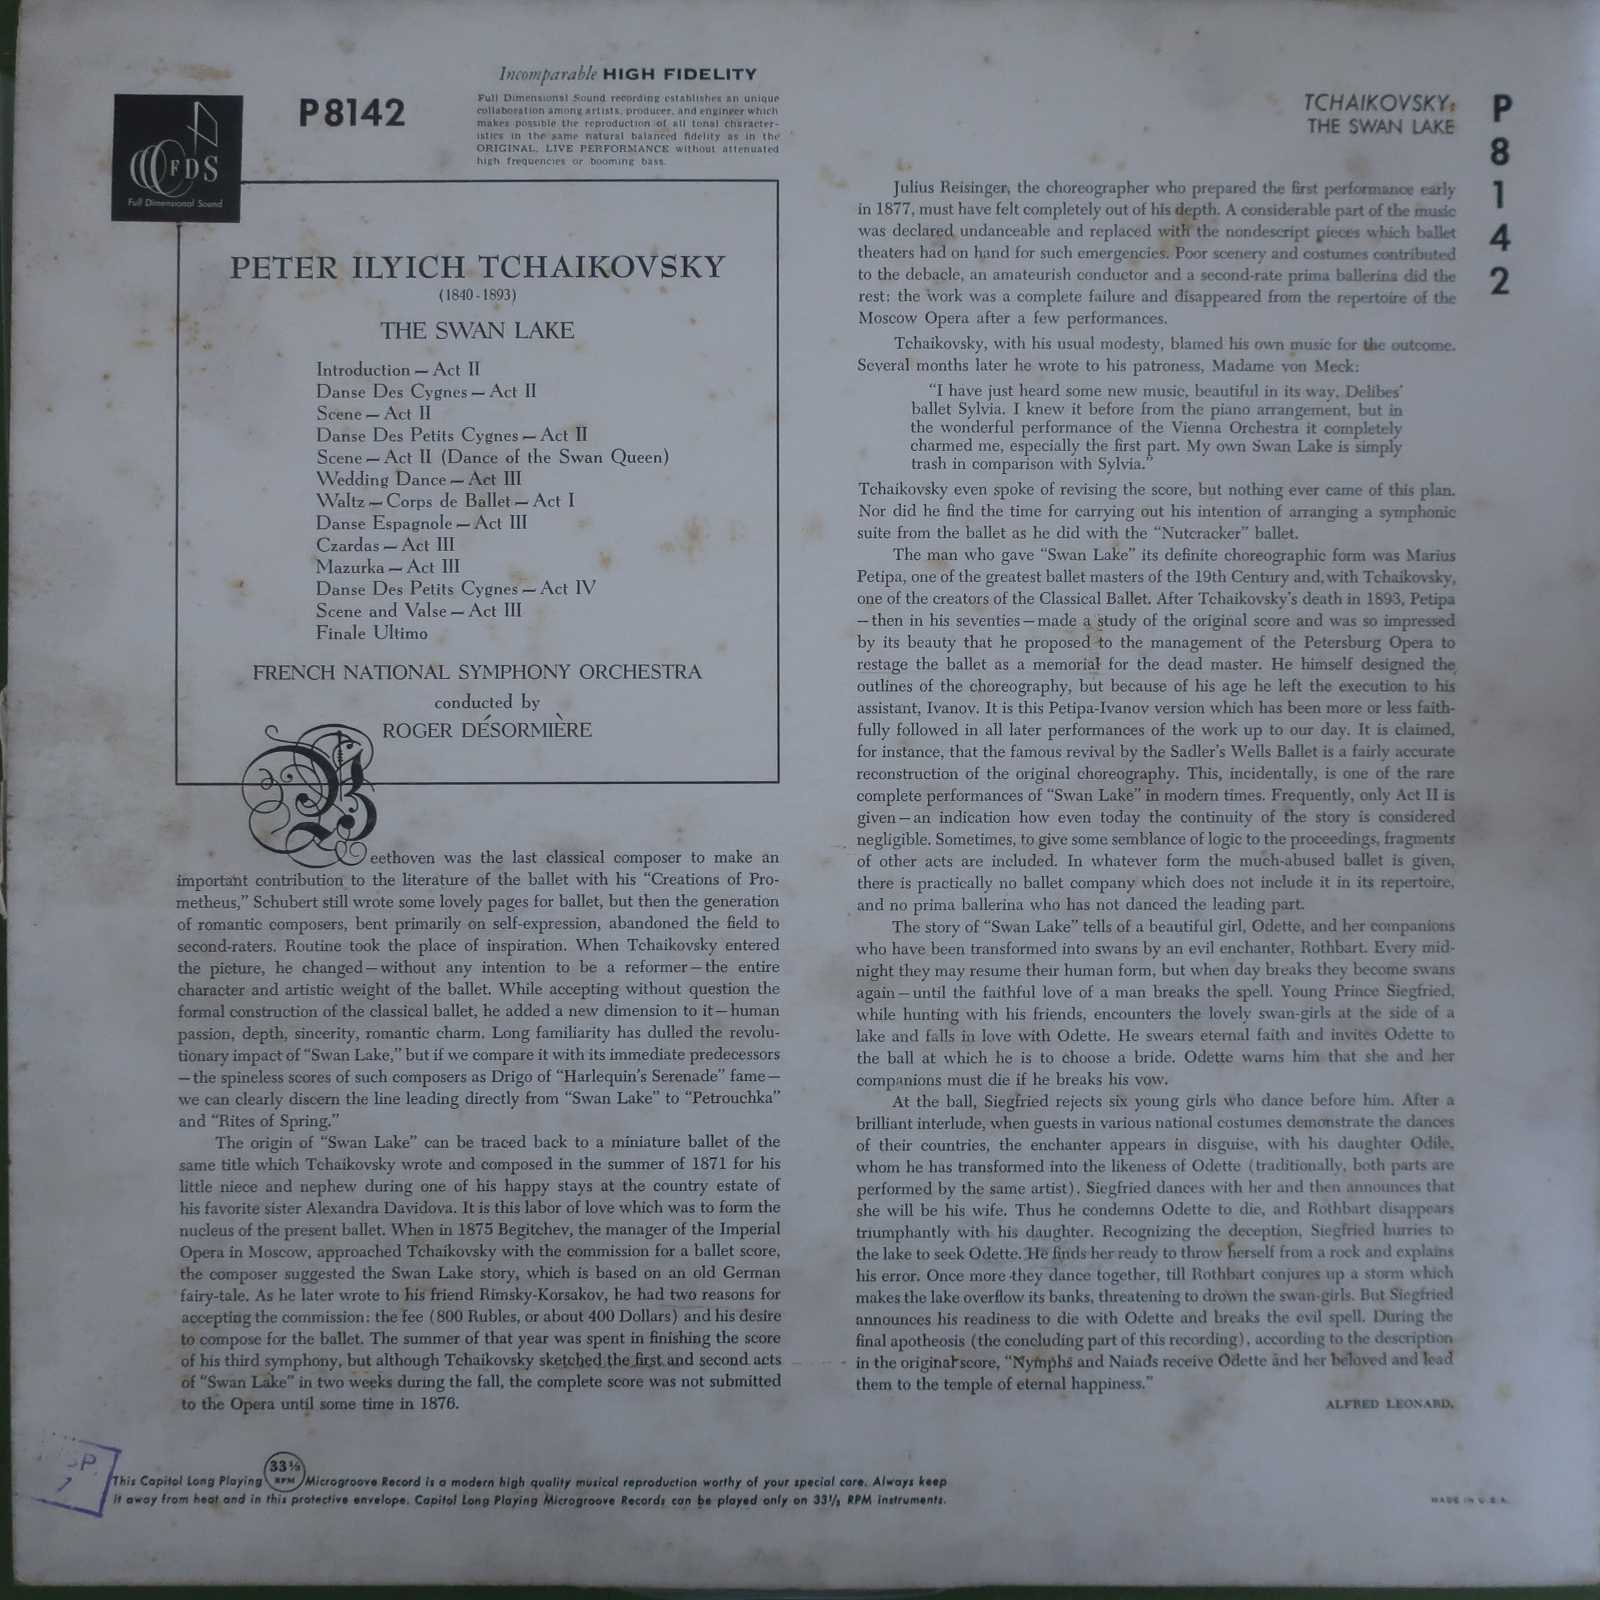 FDS
Full Dimensional Sound
P8142
Incomparable HIGH FIDELITY
Full Dimensional Sound recording establishes an unique
collaboration among artists, producer, and engineer which
makes possible the reproduction of all tonal character-
istics in the same natural balanced fidelity as in the
ORIGINAL, LIVE PERFORMANCE without attenuated
high frequencies or booming bass.
PETER ILYICH TCHAIKOVSKY
(1840-1893)
THE SWAN LAKE
Introduction — Act II
Danse Des Cygnes — Act II
Scene — Act II
Danse Des Petits Cygnes — Act II
Scene — Act II (Dance of the Swan Queen)
Wedding Dance — Act III
Waltz — Corps de Ballet — Act I
Danse Espagnole — Act III
Czardas — Act III
Mazurka — Act III
Danse Des Petits Cygnes — Act IV
Scene and Valse — Act III
Finale Ultimo
FRENCH NATIONAL SYMPHONY ORCHESTRA
conducted by
ROGER DÉSORMIÈRE
Beethoven was the last classical composer to make an
important contribution to the literature of the ballet with his “Creations of Pro-
metheus,” Schubert still wrote some lovely pages for ballet, but then the generation
of romantic composers, bent primarily on self-expression, abandoned the field to
second-raters. Routine took the place of inspiration. When Tchaikovsky entered
the picture, he changed — without any intention to be a reformer — the entire
character and artistic weight of the ballet. While accepting without question the
formal construction of the classical ballet, he added a new dimension to it — human
passion, depth, sincerity, romantic charm. Long familiarity has dulled the revolu-
tionary impact of “Swan Lake,” but if we compare it with its immediate predecessors
— the spineless scores of such composers as Drigo of “Harlequin’s Serenade” fame —
we can clearly discern the line leading directly from “Swan Lake” to “Petrouchka”
and “Rites of Spring.”
The origin of “Swan Lake” can be traced back to a miniature ballet of the
same title which Tchaikovsky wrote and composed in the summer of 1871 for his
little niece and nephew during one of his happy stays at the country estate of
his favorite sister Alexandra Davidova. It is this labor of love which was to form the
nucleus of the present ballet. When in 1875 Begitchev, the manager of the Imperial
Opera in Moscow, approached Tchaikovsky with the commission for a ballet score,
the composer suggested the Swan Lake story, which is based on an old German
fairy-tale. As he later wrote to his friend Rimsky-Korsakov, he had two reasons for
accepting the commission: the fee (800 Rubles, or about 400 Dollars) and his desire
to compose for the ballet. The summer of that year was spent in finishing the score
of his third symphony, but although Tchaikovsky sketched the first and second acts
of “Swan Lake” in two weeks during the fall, the complete score was not submitted
to the Opera until some time in 1876.
TCHAIKOVSKY:
THE SWAN LAKE
P
8
1
4
2
Julius Reisinger, the choreographer who prepared the first performance early
in 1877, must have felt completely out of his depth. A considerable part of the music
was declared undanceable and replaced with the nondescript pieces which ballet
theaters had on hand for such emergencies. Poor scenery and costumes contributed
to the debacle, an amateurish conductor and a second-rate prima ballerina did the
rest: the work was a complete failure and disappeared from the repertoire of the
Moscow Opera after a few performances.
Tchaikovsky, with his usual modesty, blamed his own music for the outcome.
Several months later he wrote to his patroness, Madame von Meck:
“I have just heard some new music, beautiful in its way, Delibes’
ballet Sylvia. I knew it before from the piano arrangement, but in
the wonderful performance of the Vienna Orchestra it completely
charmed me, especially the first part. My own Swan Lake is simply
trash in comparison with Sylvia.”
Tchaikovsky even spoke of revising the score, but nothing ever came of this plan.
Nor did he find the time for carrying out his intention of arranging a symphonic
suite from the ballet as he did with the “Nutcracker” ballet.
The man who gave “Swan Lake” its definite choreographic form was Marius
Petipa, one of the greatest ballet masters of the 19th Century and, with Tchaikovsky,
one of the creators of the Classical Ballet. After Tchaikovsky’s death in 1893, Petipa
— then in his seventies — made a study of the original score and was so impressed
by its beauty that he proposed to the management of the Petersburg Opera to
restage the ballet as a memorial for the dead master. He himself designed the
outlines of the choreography, but because of his age he left the execution to his
assistant, Ivanov. It is this Petipa-Ivanov version which has been more or less faith-
fully followed in all later performances of the work up to our day. It is claimed,
for instance, that the famous revival by the Sadler’s Wells Ballet is a fairly accurate
reconstruction of the original choreography. This, incidentally, is one of the rare
complete performances of “Swan Lake” in modern times. Frequently, only Act II is
given — an indication how even today the continuity of the story is considered
negligible. Sometimes, to give some semblance of logic to the proceedings, fragments
of other acts are included. In whatever form the much-abused ballet is given,
there is practically no ballet company which does not include it in its repertoire,
and no prima ballerina who has not danced the leading part.
The story of “Swan Lake” tells of a beautiful girl, Odette, and her companions
who have been transformed into swans by an evil enchanter, Rothbart. Every mid-
night they may resume their human form, but when day breaks they become swans
again — until the faithful love of a man breaks the spell. Young Prince Siegfried,
while hunting with his friends, encounters the lovely swan-girls at the side of a
lake and falls in love with Odette. He swears eternal faith and invites Odette to
the ball at which he is to choose a bride. Odette warns him that she and her
companions must die if he breaks his vow.
At the ball, Siegfried rejects six young girls who dance before him. After a
brilliant interlude, when guests in various national costumes demonstrate the dances
of their countries, the enchanter appears in disguise, with his daughter Odile,
whom he has transformed into the likeness of Odette (traditionally, both parts are
performed by the same artist). Siegfried dances with her and then announces that
she will be his wife. Thus he condemns Odette to die, and Rothbart disappears
triumphantly with his daughter. Recognizing the deception, Siegfried hurries to
the lake to seek Odette. He finds her ready to throw herself from a rock and explains
his error. Once more they dance together, till Rothbart conjures up a storm which
makes the lake overflow its banks, threatening to drown the swan-girls. But Siegfried
announces his readiness to die with Odette and breaks the evil spell. During the
final apotheosis (the concluding part of this recording), according to the description
in the original score, “Nymphs and Naiads receive Odette and her beloved and lead
them to the temple of eternal happiness.”
ALFRED LEONARD.
This Capitol Long Playing 33⅓ RPM Microgroove Record is a modern high quality musical reproduction worthy of your special care. Always keep
it away from heat and in this protective envelope. Capitol Long Playing Microgroove Records can be played only on 33⅓ RPM instruments.
MADE IN U.S.A.